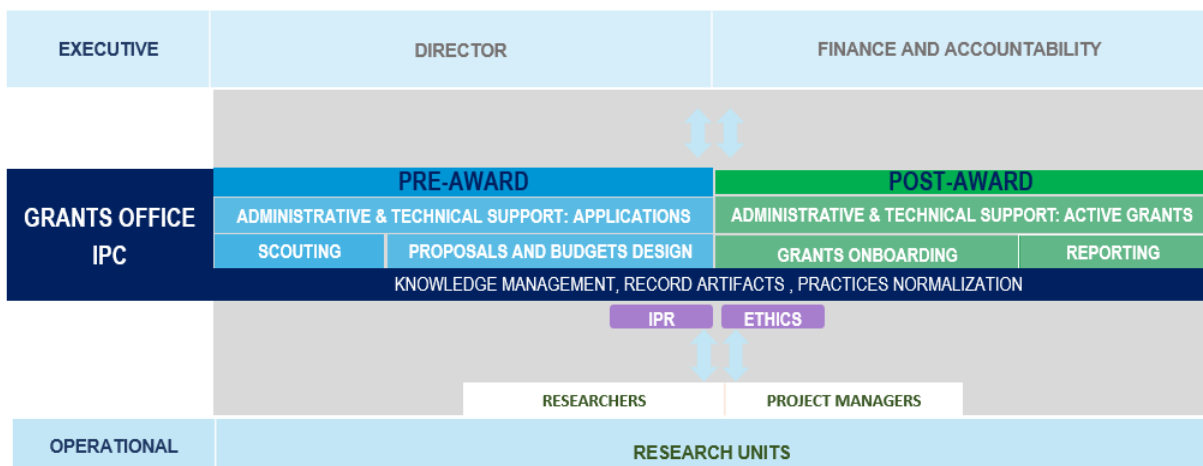 EXECUTIVE
DIRECTOR
FINANCE AND ACCOUNTABILITY
GRANTS OFFICE
IPC
PRE-AWARD
POST-AWARD
ADMINISTRATIVE & TECHNICAL SUPPORT: APPLICATIONS
ADMINISTRATIVE & TECHNICAL SUPPORT: ACTIVE GRANTS
SCOUTING
PROPOSALS AND BUDGETS DESIGN
GRANTS ONBOARDING
REPORTING
KNOWLEDGE MANAGEMENT, RECORD ARTIFACTS , PRACTICES NORMALIZATION
IPR
ETHICS
RESEARCHERS
PROJECT MANAGERS
OPERATIONAL
RESEARCH UNITS